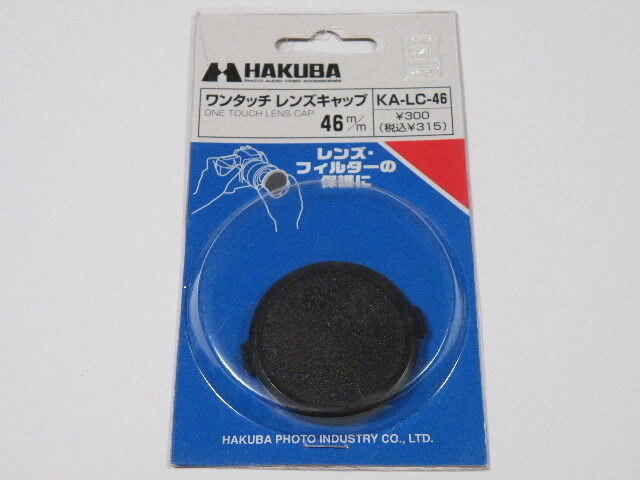 HAKUBA
PHOTO AUDIO VIDEO ACCESSORIES
ワンタッチ レンズキャップ
ONE TOUCH LENS CAP
46m/m
KA-LC-46
¥300
(税込¥315)
レンズ・
フィルターの
保護に
HAKUBA PHOTO INDUSTRY CO., LTD.